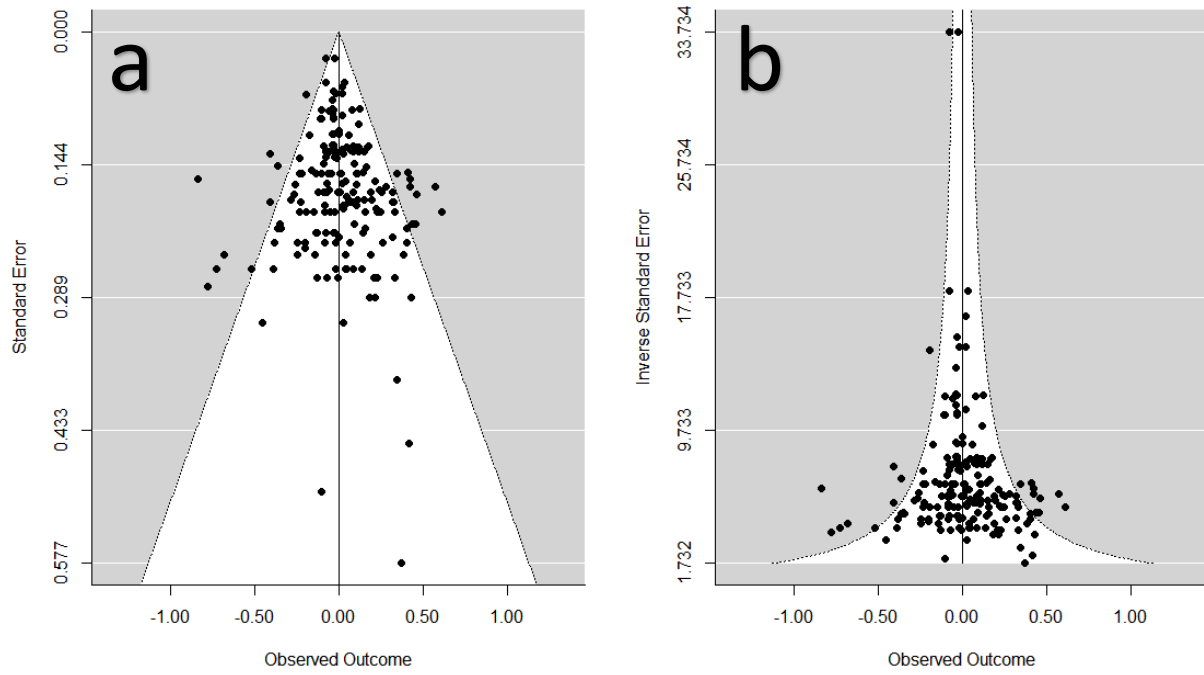 a
Standard Error
0.000
0.144
0.289
0.433
0.577
-1.00 -0.50 0.00 0.50 1.00
Observed Outcome
b
Inverse Standard Error
33.734
25.734
17.733
9.733
1.732
-1.00 -0.50 0.00 0.50 1.00
Observed Outcome